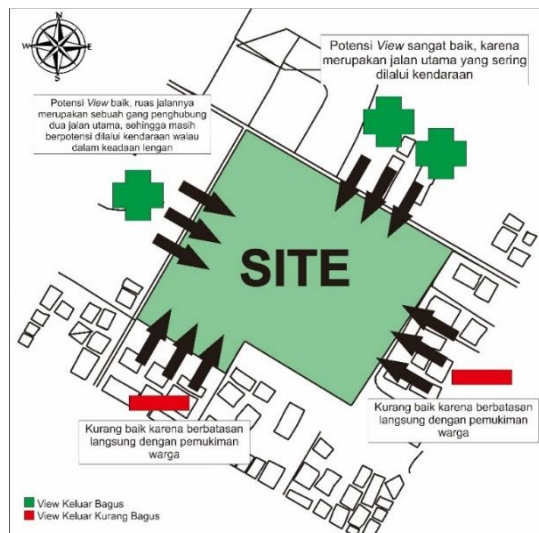 N
W
E
S
Potensi View sangat baik, karena
merupakan jalan utama yang sering
dilalui kendaraan
Potensi View baik, ruas jalannya
merupakan sebuah gang penghubung
dua jalan utama, sehingga masih
berpotensi dilalui kendaraan walau
dalam keadaan lengan
SITE
Kurang baik karena berbatasan
langsung dengan pemukiman
warga
Kurang baik karena berbatasan
langsung dengan pemukiman
warga
View Keluar Bagus
View Keluar Kurang Bagus